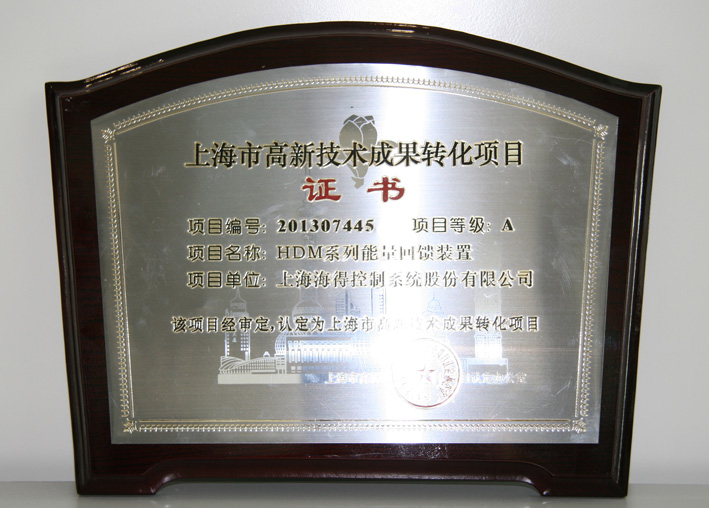 上海市高新技术成果转化项目
证书
项目编号: 201307445 项目等级: A
项目名称: HDM系列能量回馈装置
项目单位: 上海海得控制系统股份有限公司
该项目经审定,认定为上海市高新技术成果转化项目